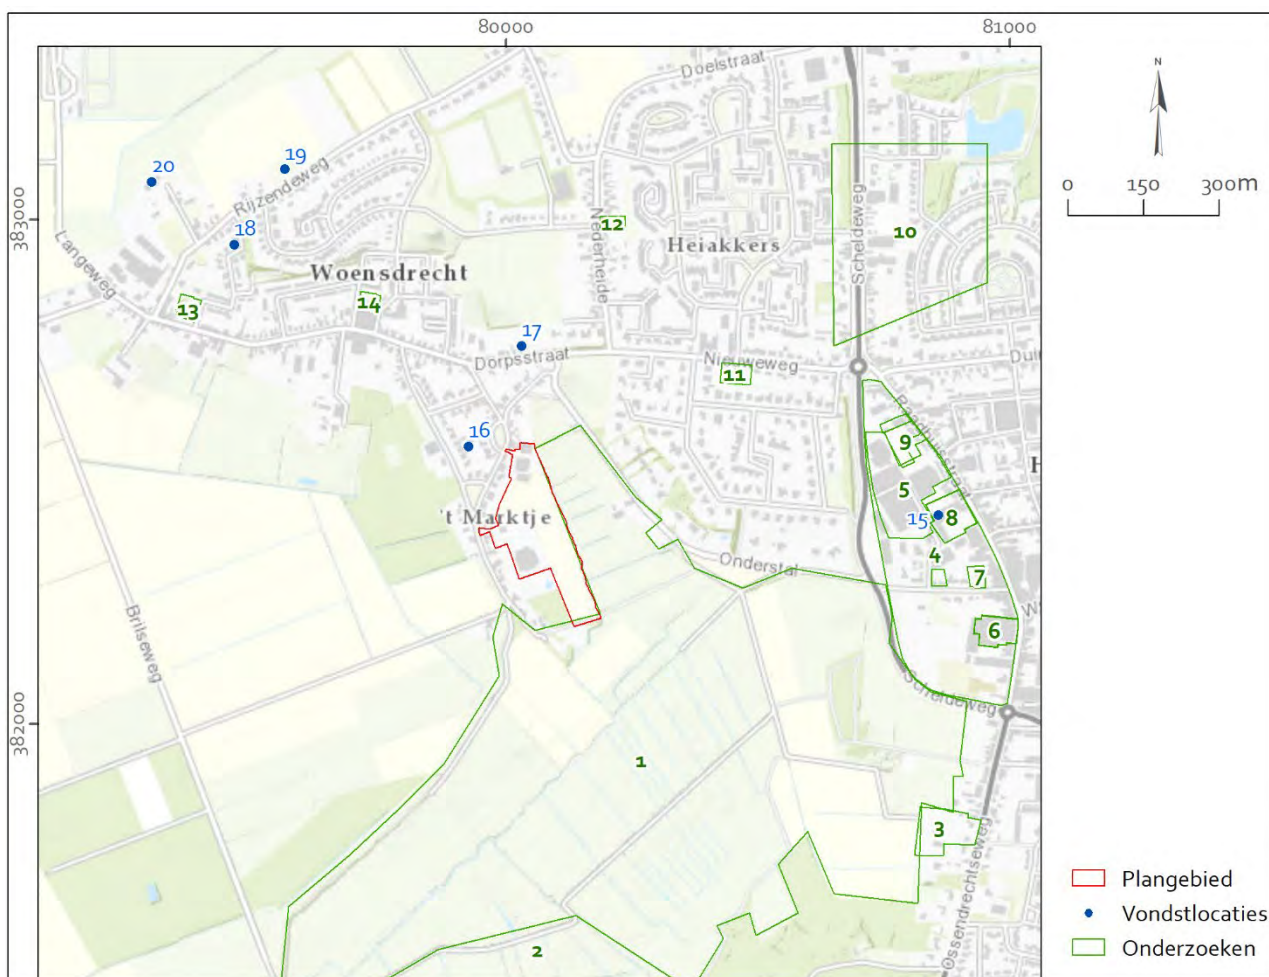 80000
81000
383000
382000
Doelstraat
Rijzendeweg
Langeweg
Nederheide
Scheldeweg
Heiakkers
Woensdrecht
Dorpsstraat
Nieuweweg
Raadhuisstraat
't Marktje
Onderstal
Brilseweg
Scheldeweg
Ossendrechtseweg
20
19
18
12
10
13
14
17
11
16
9
5
15
8
4
7
6
1
3
2
N
0 150 300m
Plangebied
Vondstlocaties
Onderzoeken